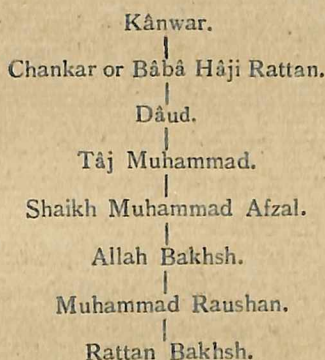 Kânwar.
Chankar or Bâbâ Hâji Rattan.
Dâud.
Tâj Muhammad.
Shaikh Muhammad Afzal.
Allah Bakhsh.
Muhammad Raushan.
Rattan Bakhsh.